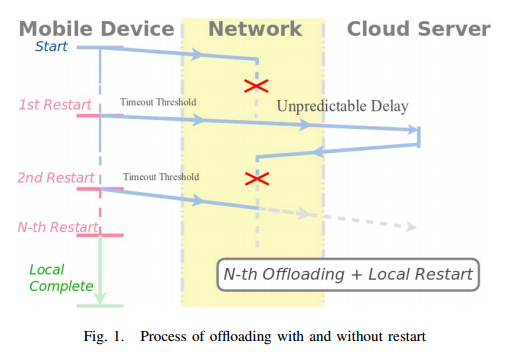 Mobile Device Network Cloud Server
Start
1st Restart
Timeout Threshold
Unpredictable Delay
2nd Restart
Timeout Threshold
N-th Restart
Local
Complete
N-th Offloading + Local Restart
Fig. 1. Process of offloading with and without restart